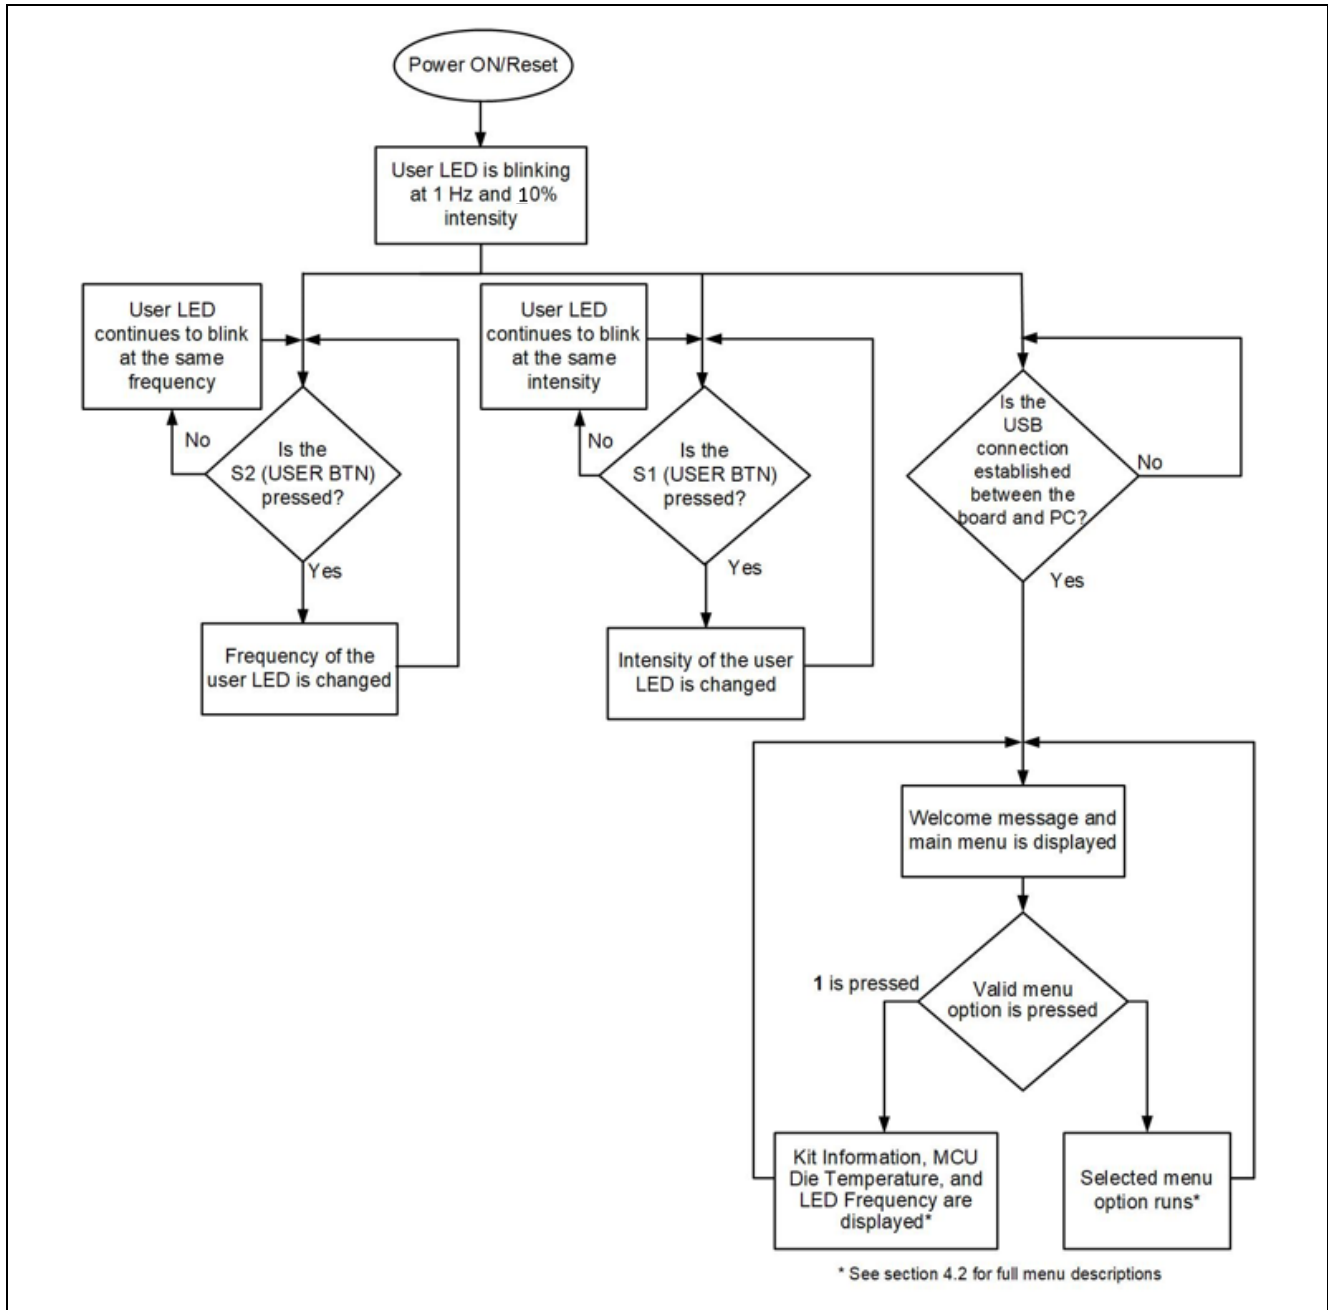 Power ON/Reset
User LED is blinking
at 1 Hz and 10%
intensity
User LED
continues to blink
at the same
frequency
No
Is the
S2 (USER BTN)
pressed?
Yes
Frequency of the
user LED is changed
User LED
continues to blink
at the same
intensity
No
Is the
S1 (USER BTN)
pressed?
Yes
Intensity of the user
LED is changed
Is the
USB
connection
established
between the
board and PC?
No
Yes
Welcome message and
main menu is displayed
Valid menu
option is pressed
1 is pressed
Kit Information, MCU
Die Temperature, and
LED Frequency are
displayed*
Selected menu
option runs*
* See section 4.2 for full menu descriptions